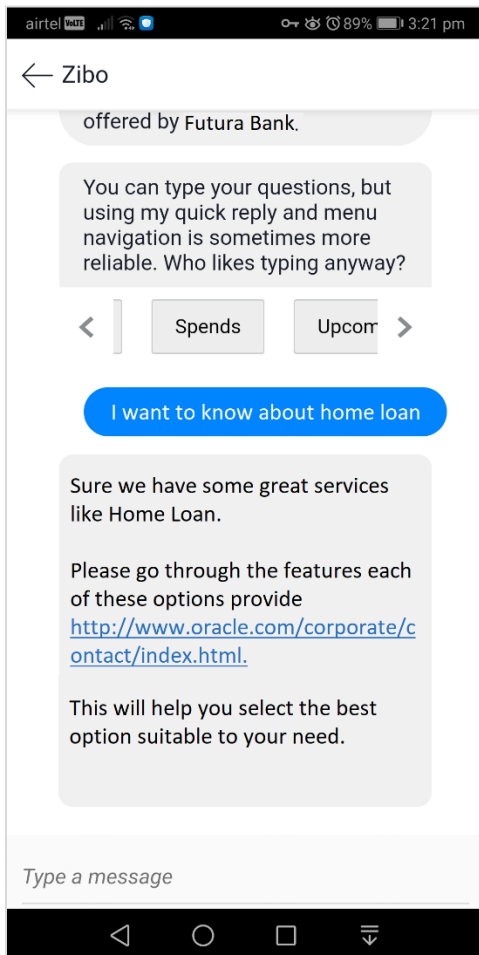 airtel VoLTE 89% 3:21 pm
Zibo
offered by Futura Bank.
You can type your questions, but
using my quick reply and menu
navigation is sometimes more
reliable. Who likes typing anyway?
Spends Upcom
I want to know about home loan
Sure we have some great services
like Home Loan.
Please go through the features each
of these options provide
http://www.oracle.com/corporate/c
ontact/index.html.
This will help you select the best
option suitable to your need.
Type a message